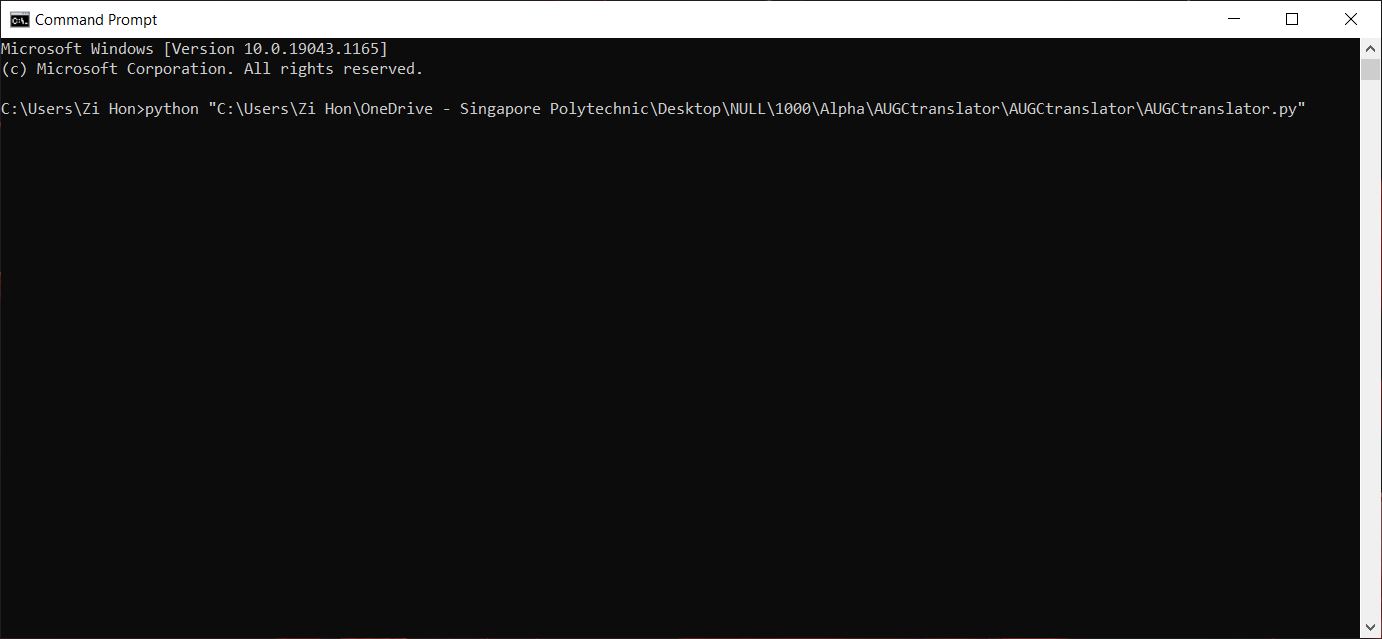 Command Prompt
Microsoft Windows [Version 10.0.19043.1165]
(c) Microsoft Corporation. All rights reserved.
C:\Users\Zi Hon>python "C:\Users\Zi Hon\OneDrive - Singapore Polytechnic\Desktop\NULL\1000\Alpha\AUGCtranslator\AUGCtranslator\AUGCtranslator.py"